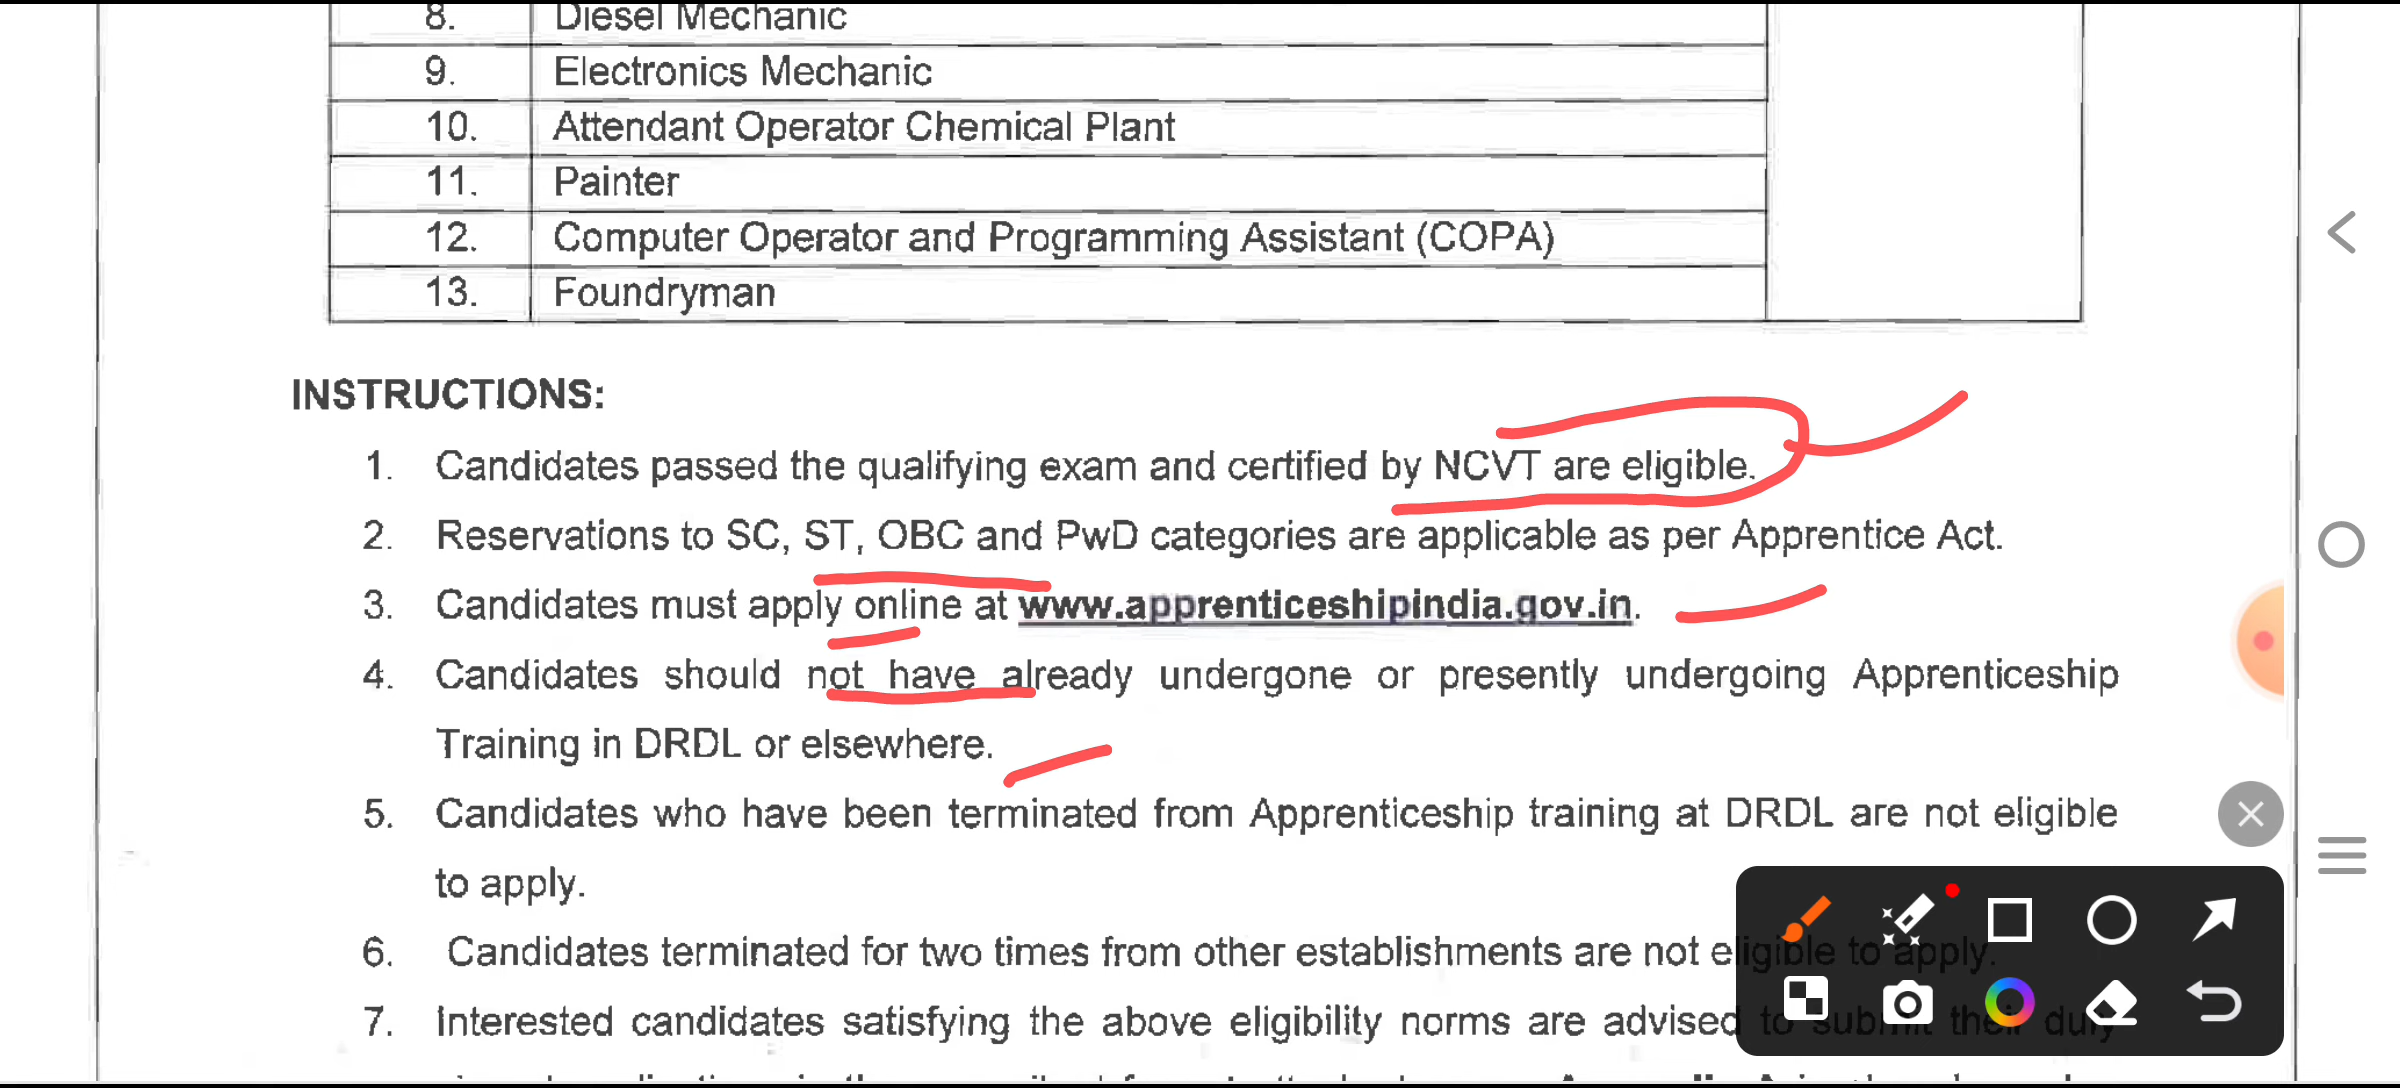 8. Diesel Mechanic
9. Electronics Mechanic
10. Attendant Operator Chemical Plant
11. Painter
12. Computer Operator and Programming Assistant (COPA)
13. Foundryman
INSTRUCTIONS:
1. Candidates passed the qualifying exam and certified by NCVT are eligible.
2. Reservations to SC, ST, OBC and PwD categories are applicable as per Apprentice Act.
3. Candidates must apply online at www.apprenticeshipindia.gov.in.
4. Candidates should not have already undergone or presently undergoing Apprenticeship
Training in DRDL or elsewhere.
5. Candidates who have been terminated from Apprenticeship training at DRDL are not eligible
to apply.
6. Candidates terminated for two times from other establishments are not eligible to apply.
7. Interested candidates satisfying the above eligibility norms are advised to submit their duly